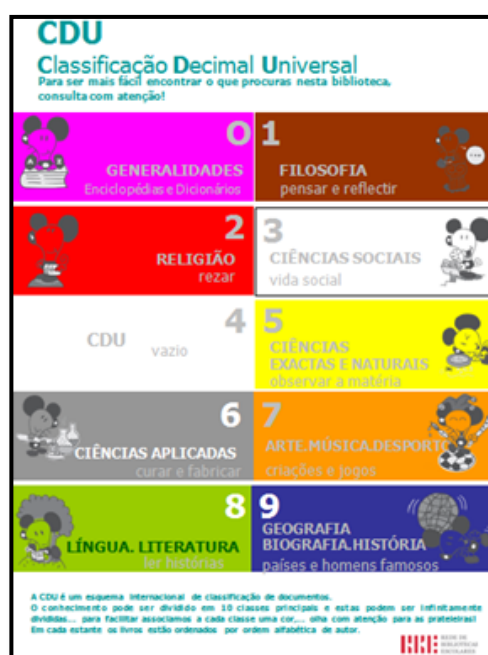 CDU
Classificação Decimal Universal
Para ser mais fácil encontrar o que procuras nesta biblioteca,
consulta com atenção!
0
GENERALIDADES
Enciclopédias e Dicionários
1
FILOSOFIA
pensar e reflectir
2
RELIGIÃO
rezar
3
CIÊNCIAS SOCIAIS
vida social
4
CDU
vazio
5
CIÊNCIAS
EXACTAS E NATURAIS
observar a matéria
6
CIÊNCIAS APLICADAS
curar e fabricar
7
ARTE.MÚSICA.DESPORTO
criações e jogos
8
LÍNGUA. LITERATURA
ler histórias
9
GEOGRAFIA
BIOGRAFIA.HISTÓRIA
países e homens famosos
A CDU é um esquema internacional de classificação de documentos.
O conhecimento pode ser dividido em 10 classes principais e estas podem ser infinitamente
divididas... para facilitar associamos a cada classe uma cor,... olha com atenção para as prateleiras!
Em cada estante os livros estão ordenados por ordem alfabética de autor.
REDE DE
BIBLIOTECAS
ESCOLARES